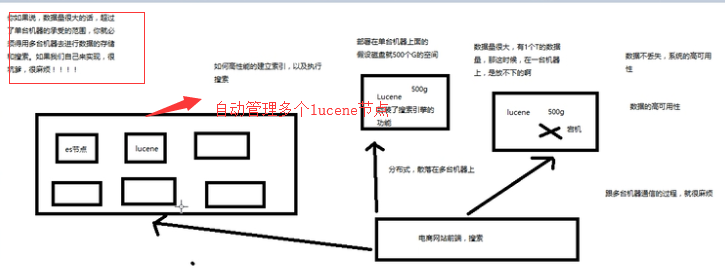 你如果说，数据量很大的话，超过
了单台机器的承受的范围，你就必
须得用多台机器去进行数据的存储
和搜索。如果我们自己来实现，很
坑爹，很麻烦！！！！
如何高性能的建立索引，以及执行
搜索
部署在单台机器上面的
假设磁盘就500个G的空间
数据量很大，有1个T的数据
量，那这时候，在一台机器
上，是放不下的啊
数据不丢失，系统的高可用
性
数据的高可用性
自动管理多个lucene节点
500g
Lucene
封装了搜索引擎的
功能
lucene
500g
宕机
es节点
lucene
分布式，散落在多台机器上
跟多台机器通信的过程，就很麻烦
电商网站前端，搜索